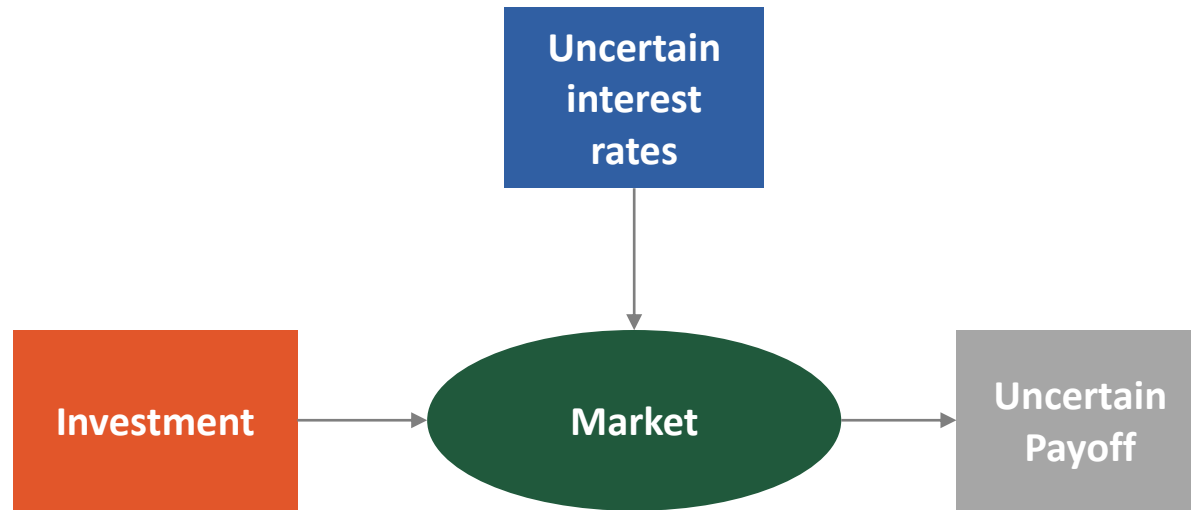 Uncertain
interest
rates
Investment
Market
Uncertain
Payoff